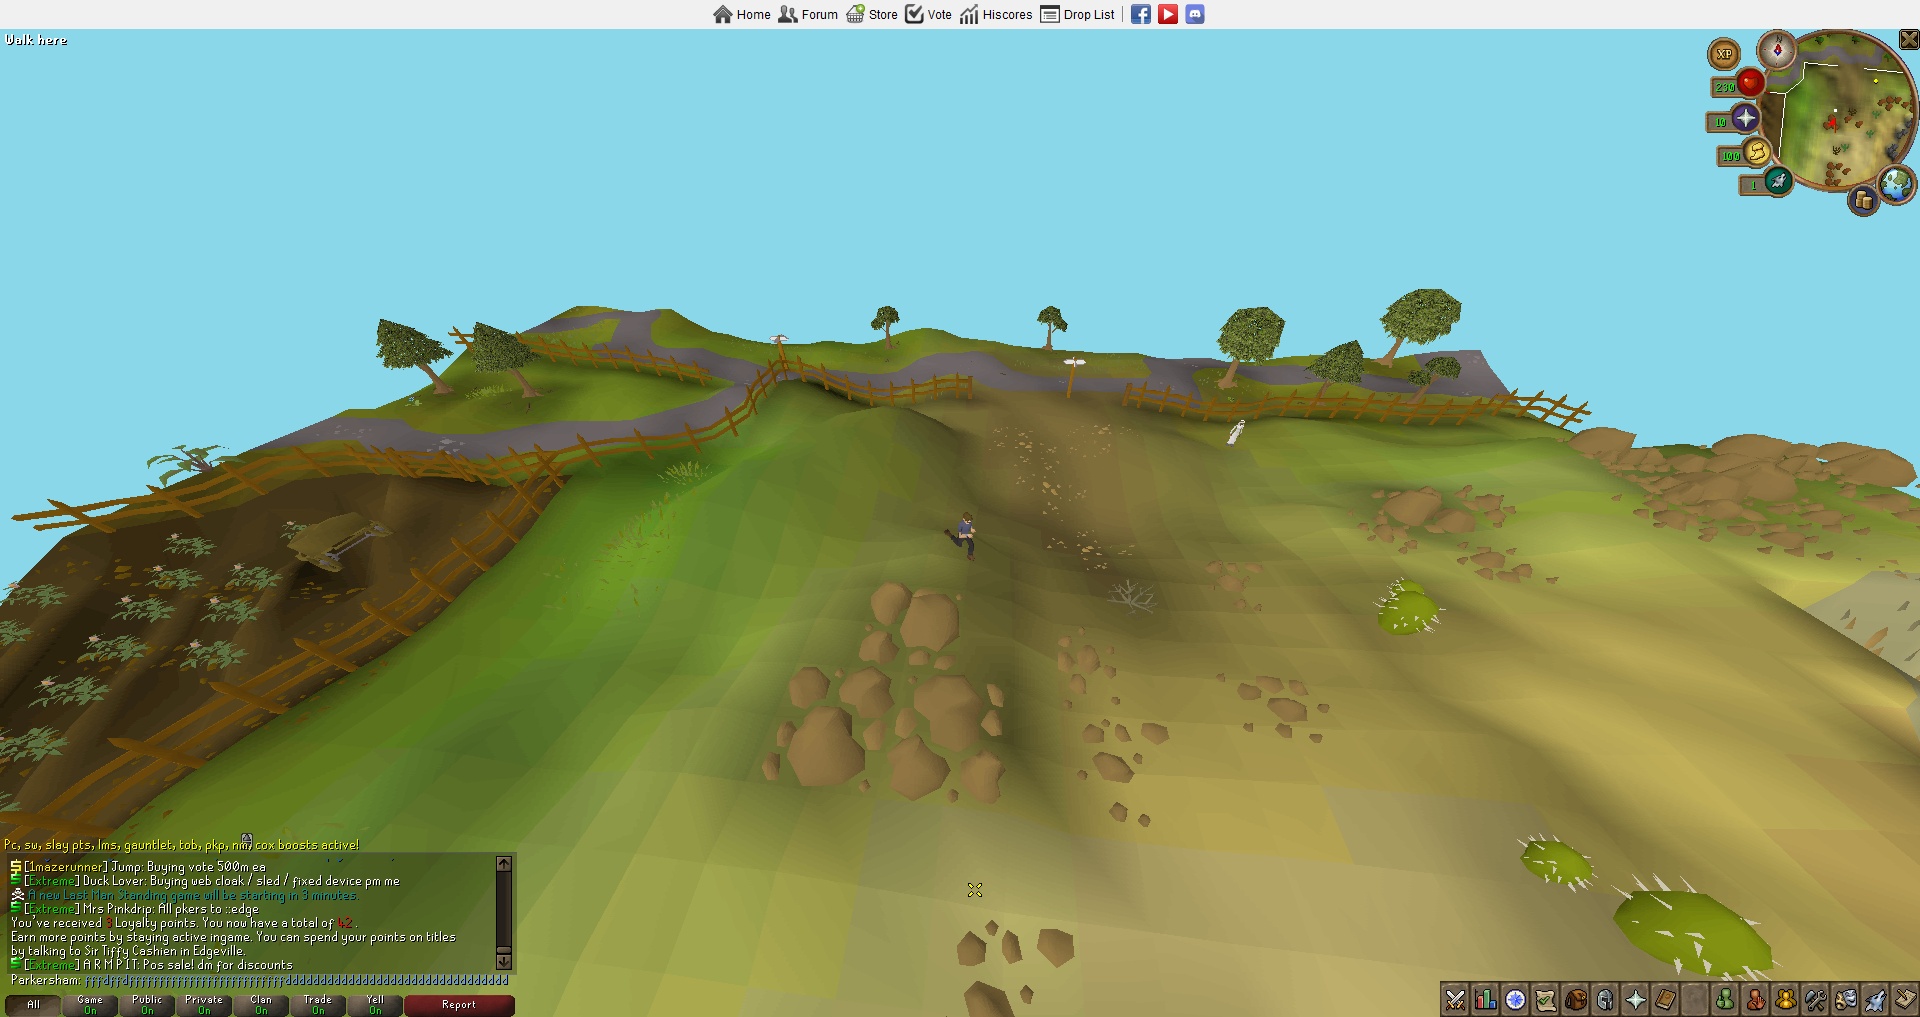 Home Forum Store Vote Hiscores Drop List
Walk here
XP
N
230
10
100
1
Pc, sw, slay pts, lms, gauntlet, tob, pkp, nm, cox boosts active!
[1mazerunner] Jump: Buying vote 500m ea
[Extreme] Duck Lover: Buying web cloak / sled / fixed device pm me
A new Last Man Standing game will be starting in 3 minutes.
[Extreme] Mrs Pinkdrip: All pkers to ::edge
You've received 3 Loyalty points. You now have a total of 42.
Earn more points by staying active ingame. You can spend your points on titles
by talking to Sir Tiffy Cashien in Edgeville.
[Extreme] A R M P I T: Pos sale! dm for discounts
Parkersham:
All Game Public Private Clan Trade Yell Report
On On On On On On